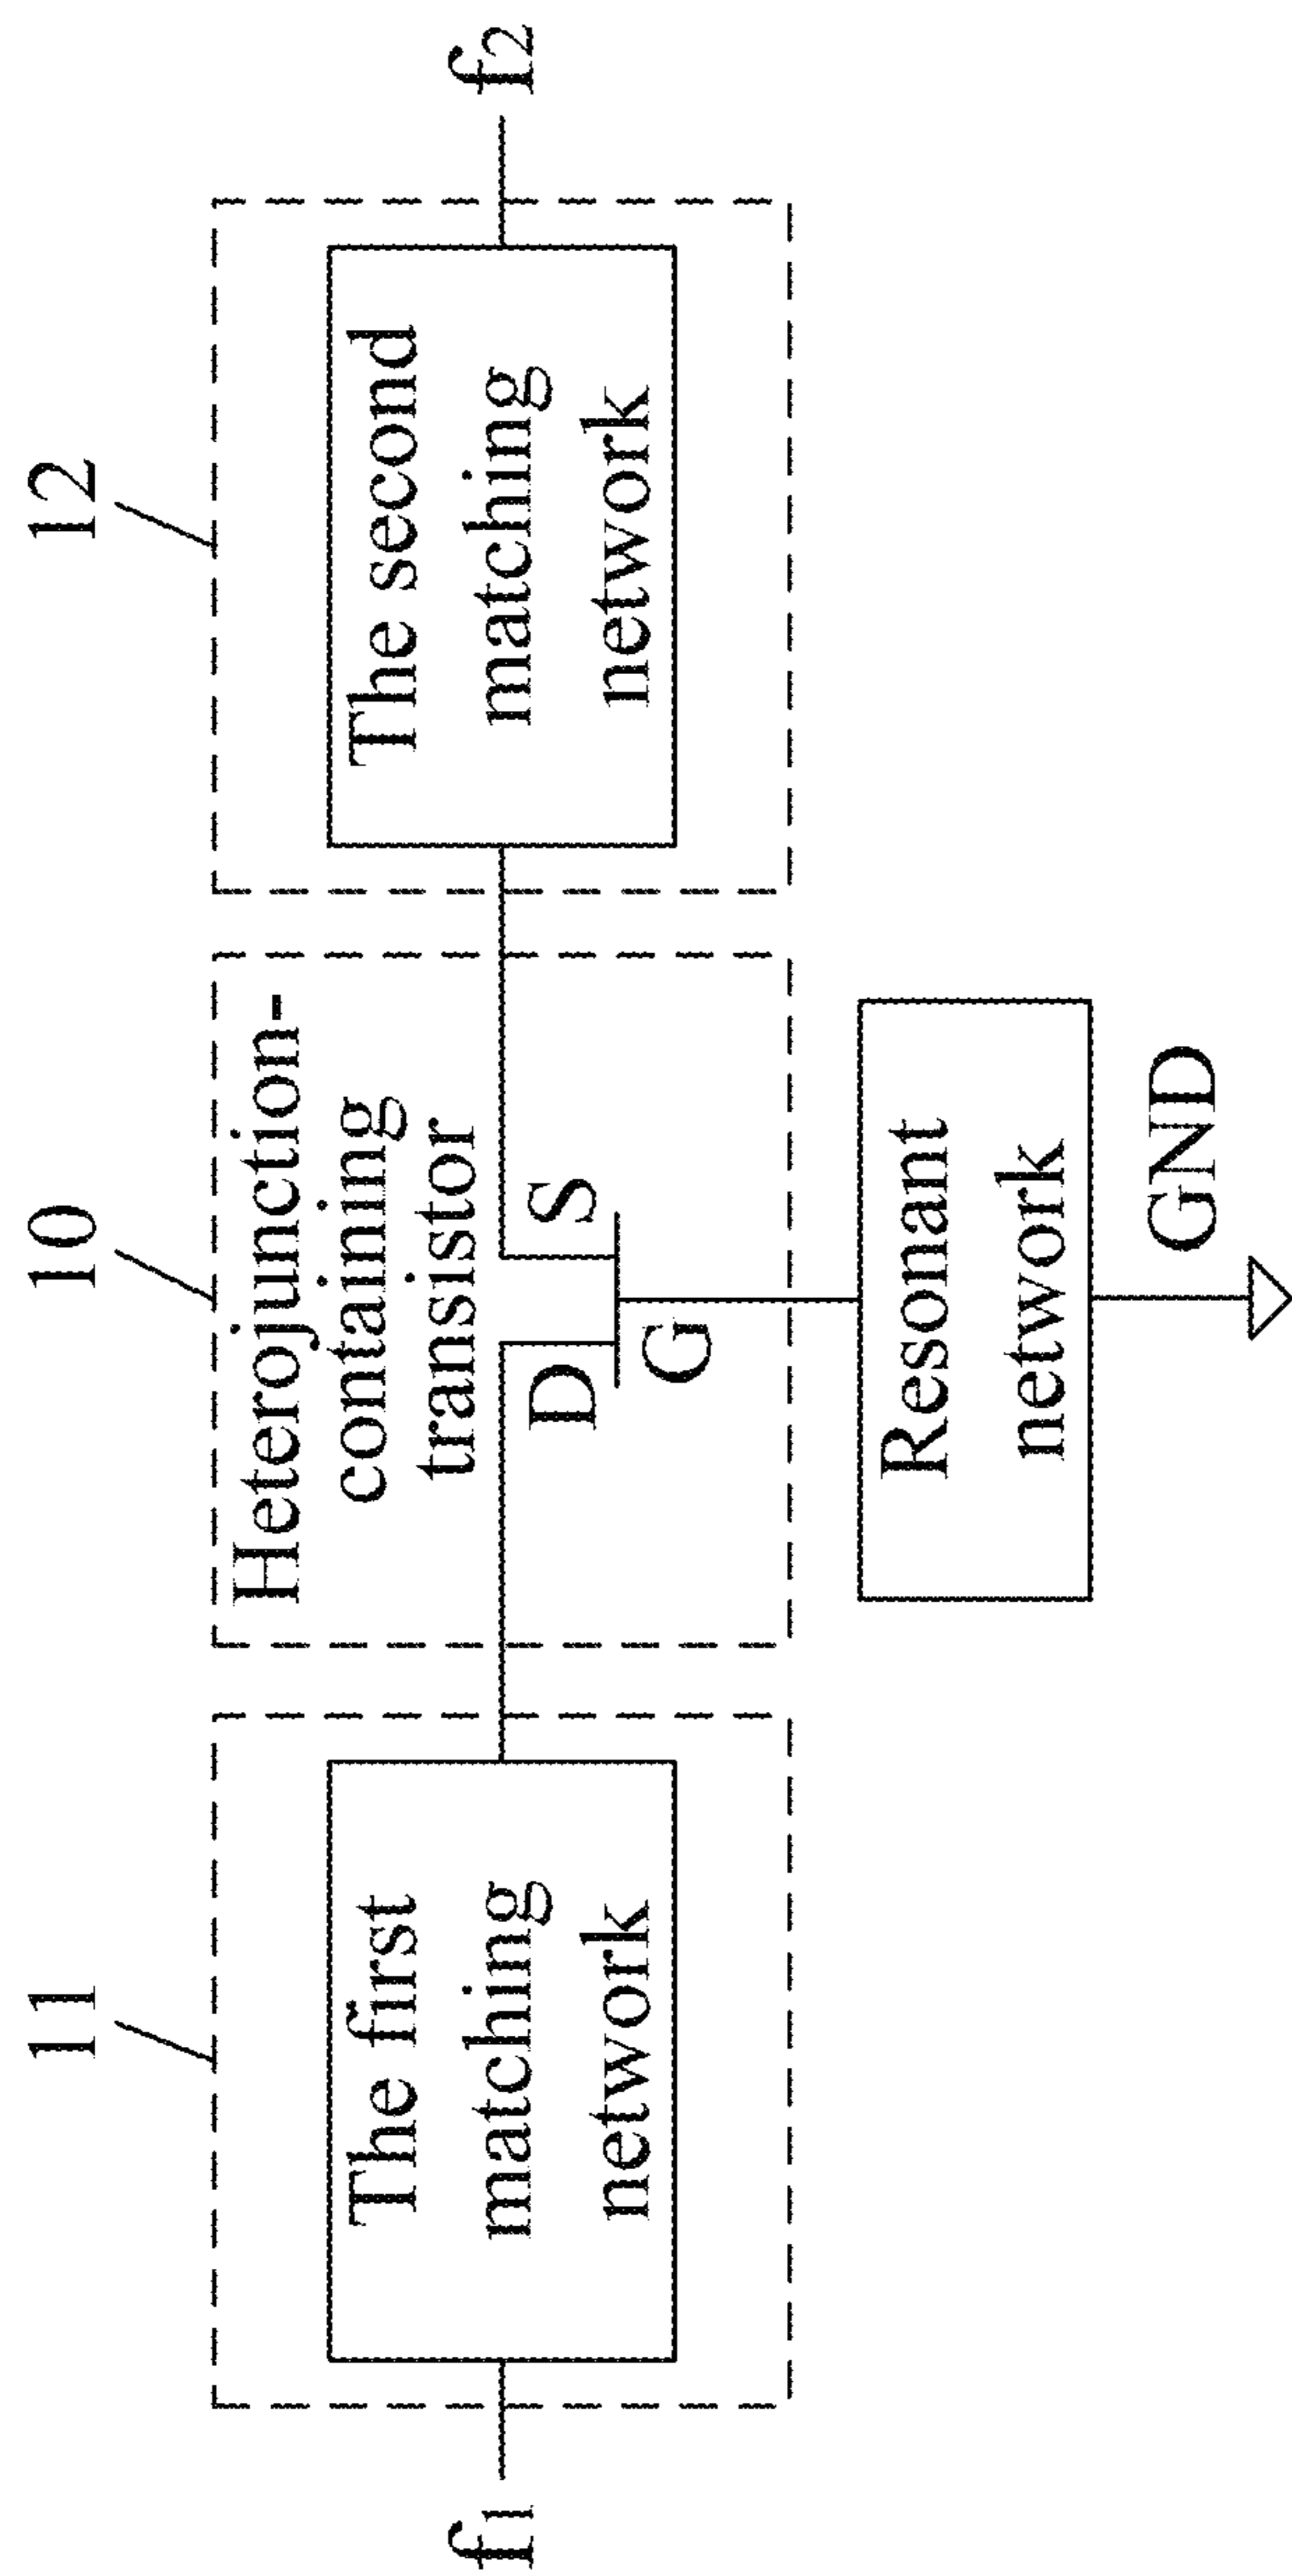 11
10
12
f1
The first
matching
network
Heterojunction-
containing
transistor
D
S
G
The second
matching
network
f2
Resonant
network
GND